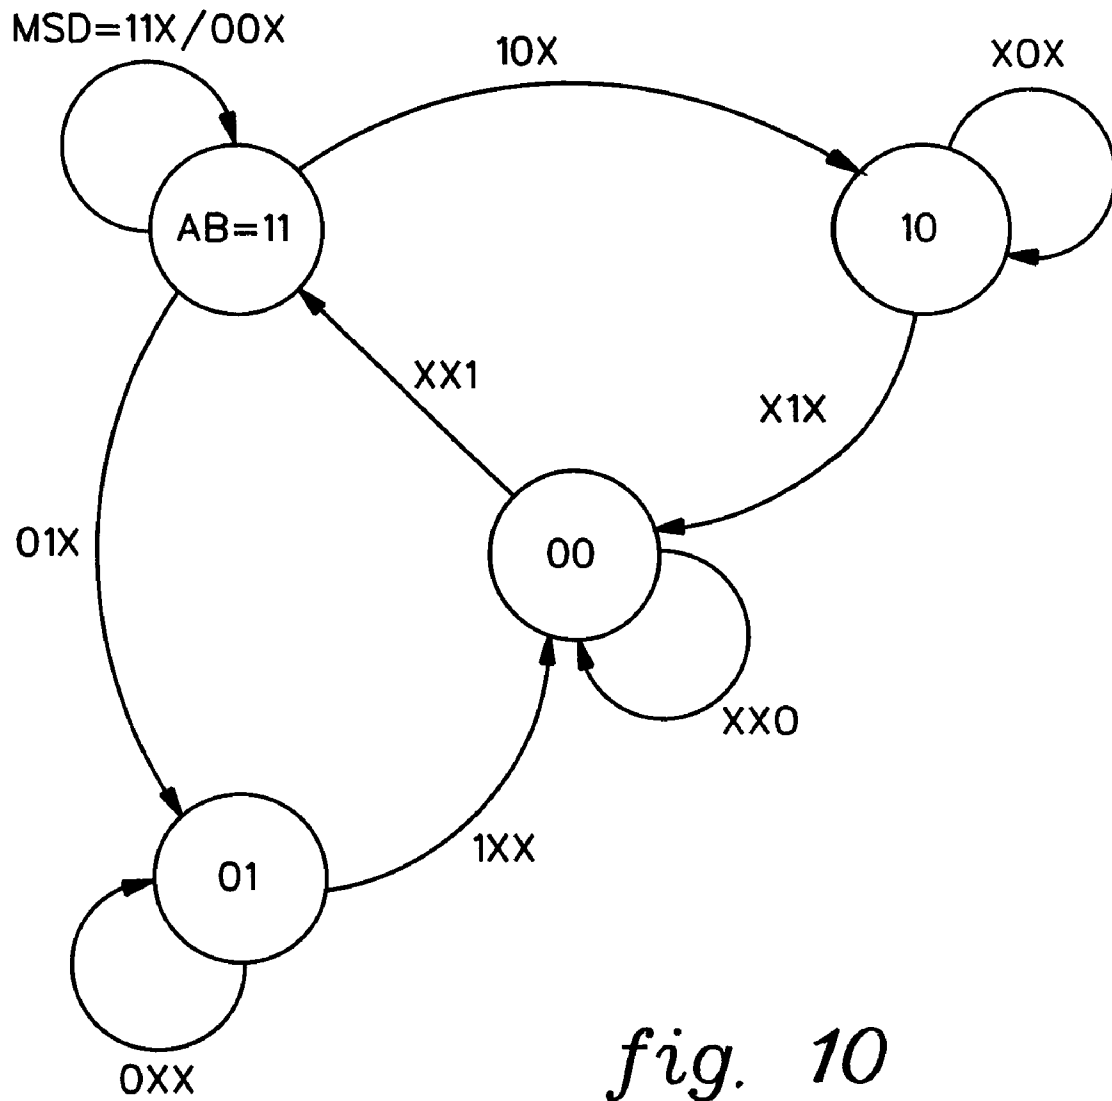 MSD=11X/00X
10X
X0X
AB=11
10
XX1
X1X
01X
00
XX0
1XX
01
0XX
fig. 10